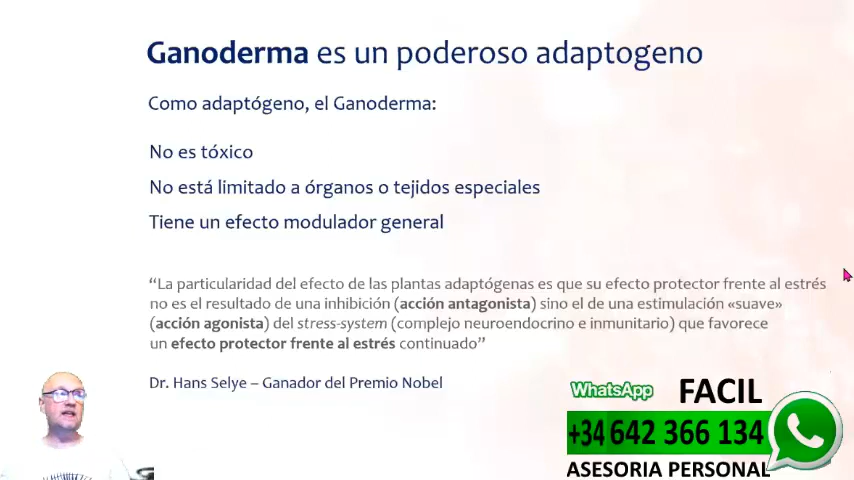 Ganoderma es un poderoso adaptogeno
Como adaptógeno, el Ganoderma:
No es tóxico
No está limitado a órganos o tejidos especiales
Tiene un efecto modulador general
“La particularidad del efecto de las plantas adaptógenas es que su efecto protector frente al estrés
no es el resultado de una inhibición (acción antagonista) sino el de una estimulación «suave»
(acción agonista) del stress-system (complejo neuroendocrino e inmunitario) que favorece
un efecto protector frente al estrés continuado”
Dr. Hans Selye – Ganador del Premio Nobel
WhatsApp FACIL
+34 642 366 134
ASESORIA PERSONAL